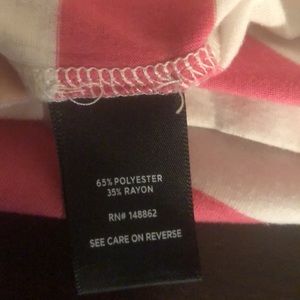 65% POLYESTER
35% RAYON
RN# 148862
SEE CARE ON REVERSE